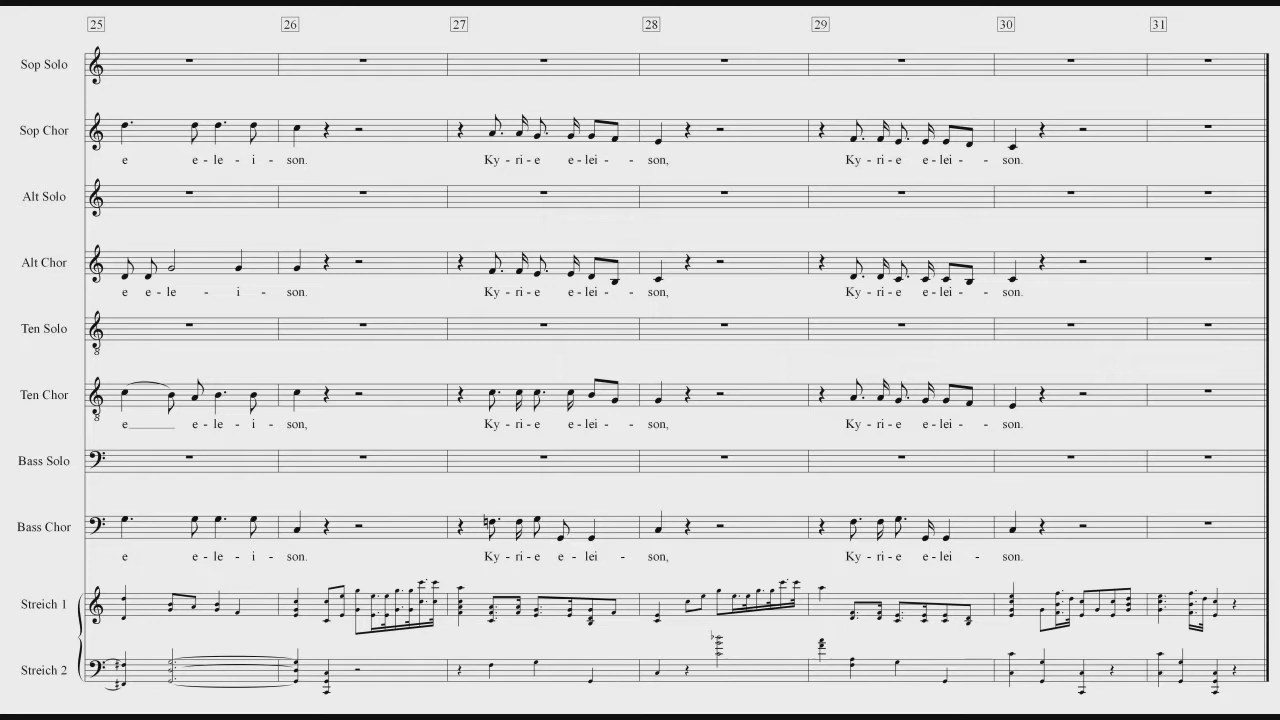 25 26 27 28 29 30 31
Sop Solo
Sop Chor
e e - le - i - son. Ky - ri - e e - lei - son, Ky - ri - e e - lei - son.
Alt Solo
Alt Chor
e e - le - i - son. Ky - ri - e e - lei - son, Ky - ri - e e - lei - son.
Ten Solo
8
Ten Chor
8
e____ e - le - i - son, Ky - ri - e e - lei - son, Ky - ri - e e - lei - son.
Bass Solo
Bass Chor
e e - le - i - son. Ky - ri - e e - lei - son, Ky - ri - e e - lei - son.
Streich 1
Streich 2